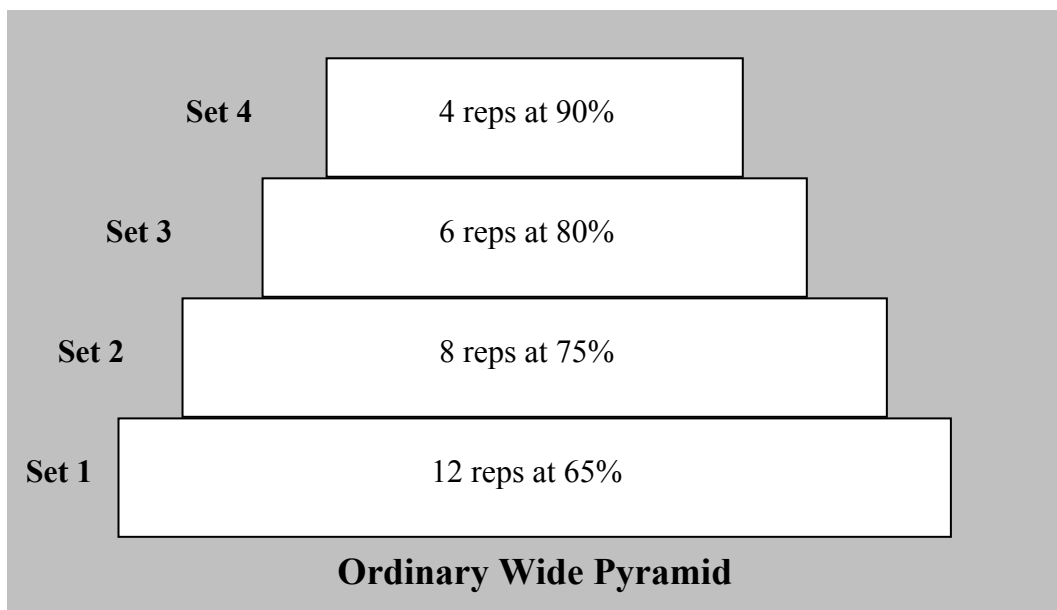 Set 4 4 reps at 90%
Set 3 6 reps at 80%
Set 2 8 reps at 75%
Set 1 12 reps at 65%
Ordinary Wide Pyramid